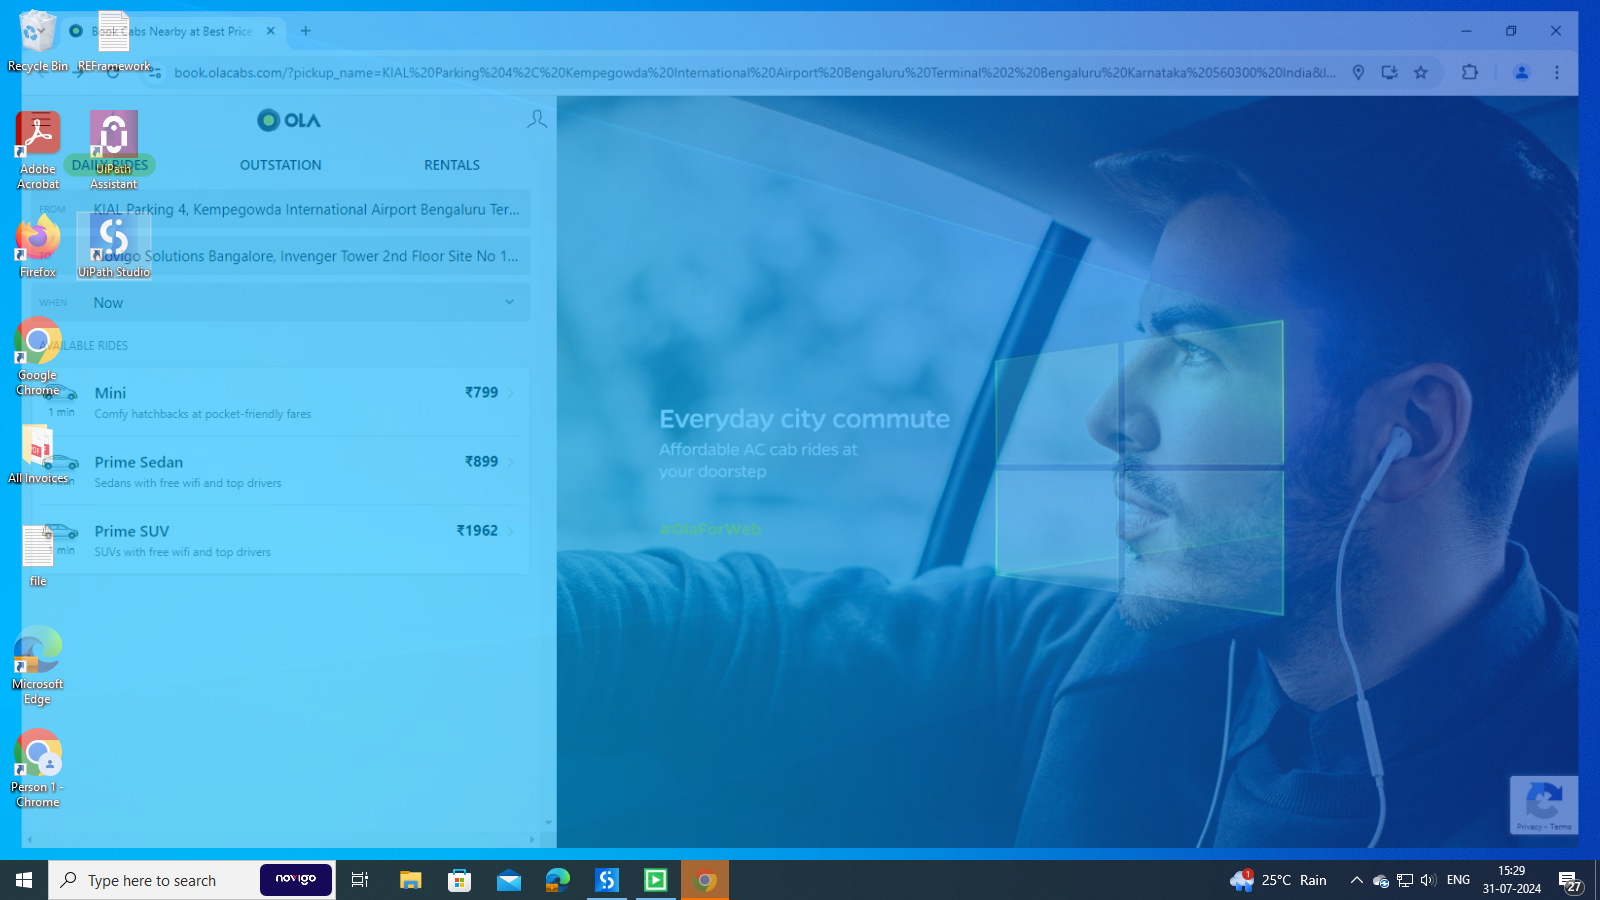 Recycle Bin
REFramework
Adobe
Acrobat
UiPath
Assistant
Firefox
UiPath Studio
Google
Chrome
All Invoices
file
Microsoft
Edge
Person 1 -
Chrome
Book Cabs Nearby at Best Price
book.olacabs.com/?pickup_name=KIAL%20Parking%204%2C%20Kempegowda%20International%20Airport%20Bengaluru%20Terminal%202%20Bengaluru%20Karnataka%20560300%20India&l...
OLA
DAILY RIDES
OUTSTATION
RENTALS
FROM
KIAL Parking 4, Kempegowda International Airport Bengaluru Ter...
TO
Novigo Solutions Bangalore, Invenger Tower 2nd Floor Site No 1...
WHEN
Now
AVAILABLE RIDES
Mini
₹799
1 min
Comfy hatchbacks at pocket-friendly fares
Prime Sedan
₹899
Sedans with free wifi and top drivers
Prime SUV
₹1962
min
SUVs with free wifi and top drivers
Everyday city commute
Affordable AC cab rides at
your doorstep
#OlaForWeb
Privacy - Terms
Type here to search
novigo
1
25°C Rain
ENG
15:29
31-07-2024
27